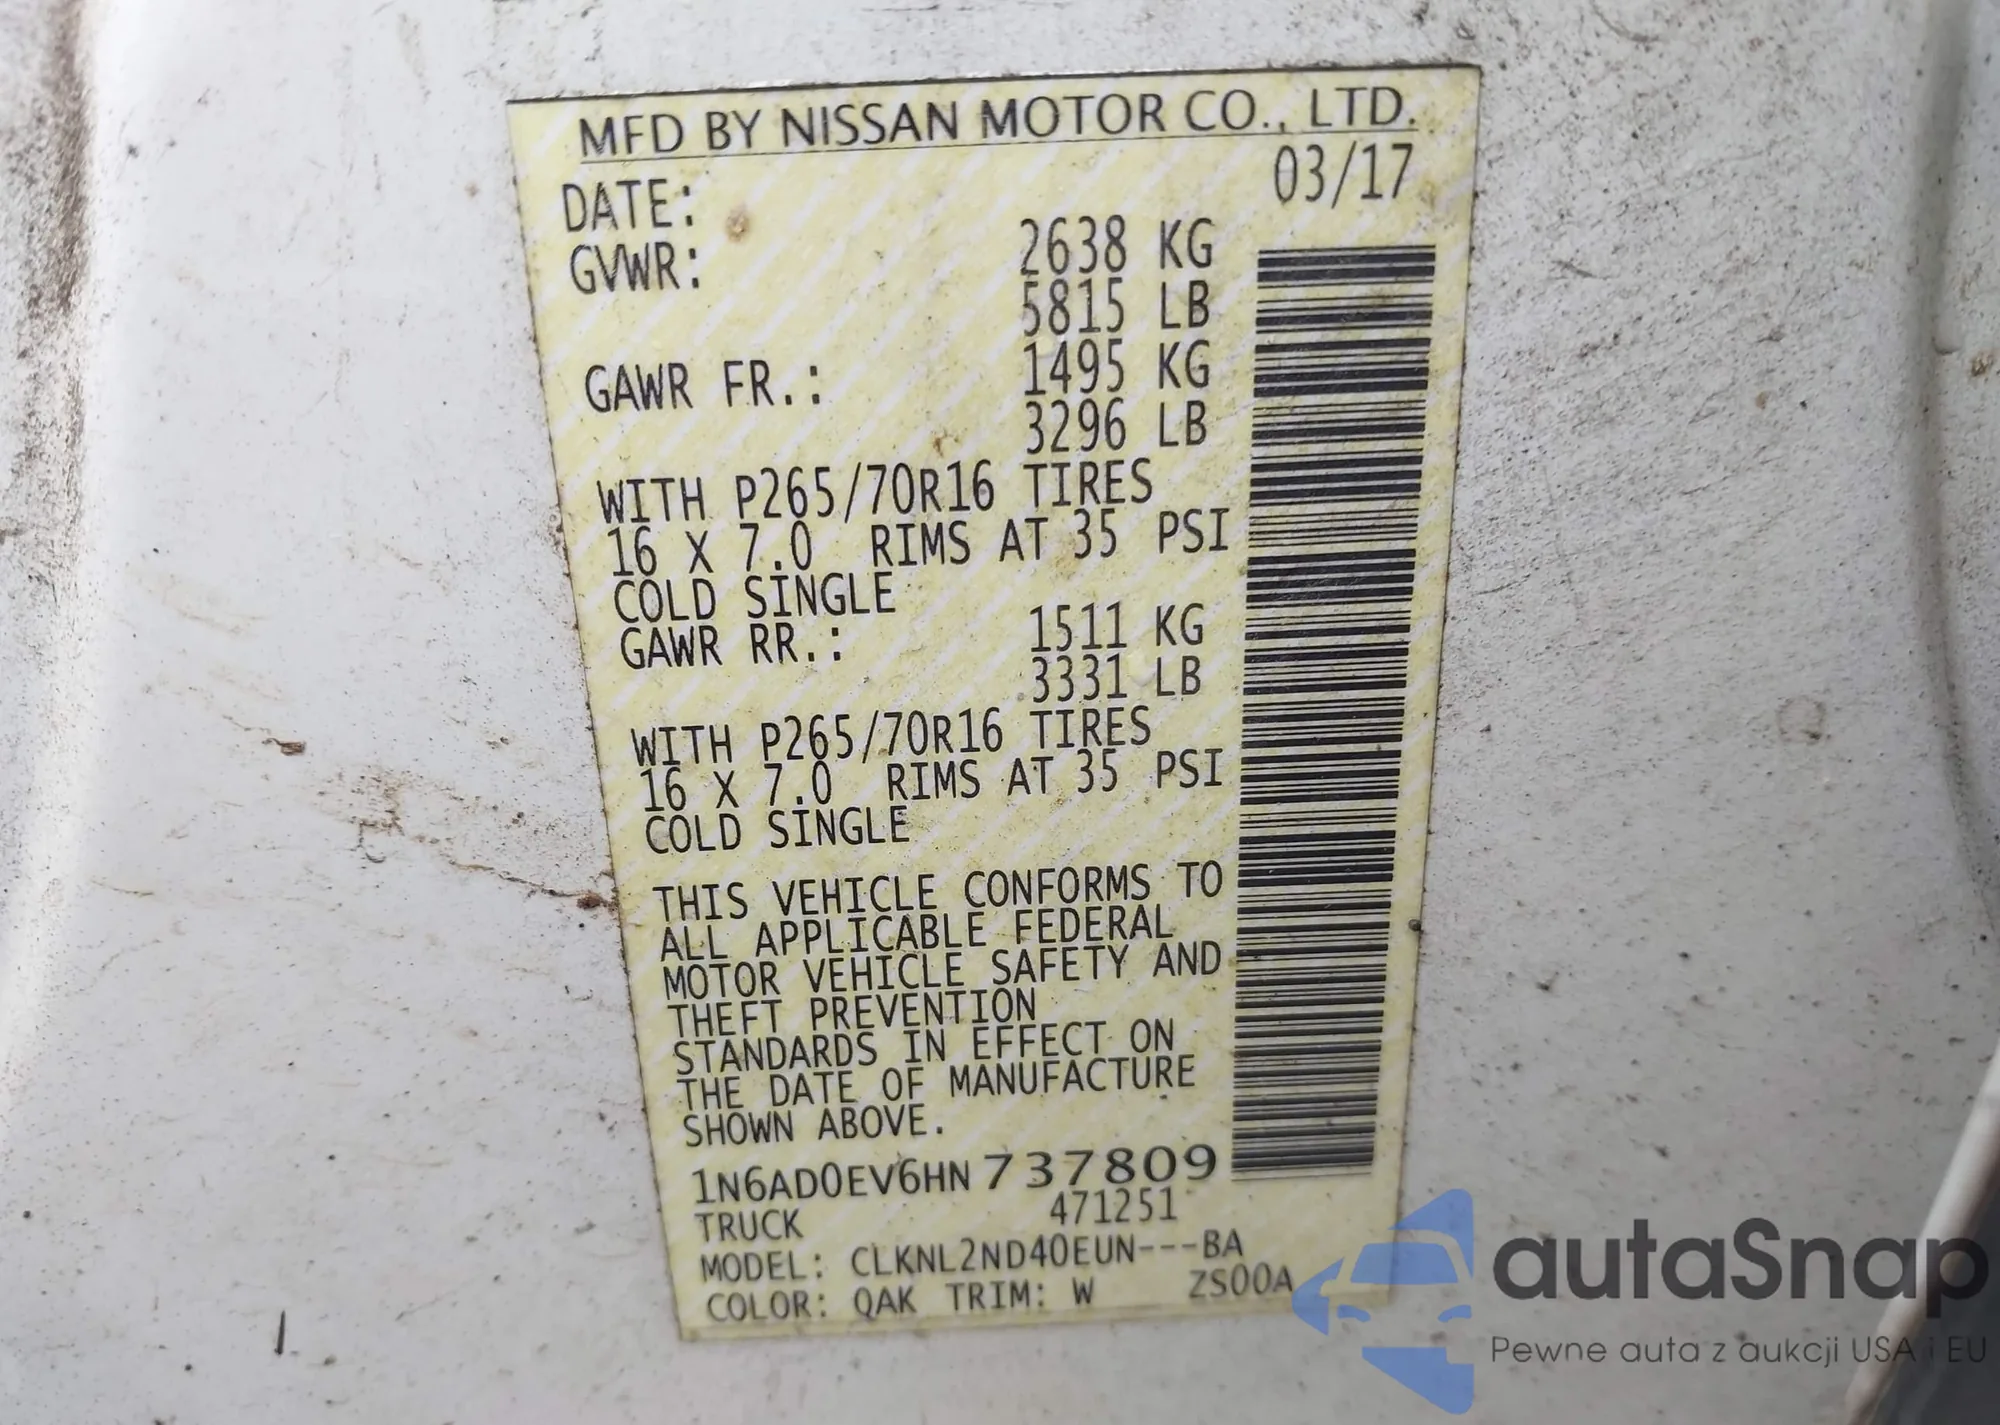 MFD BY NISSAN MOTOR CO., LTD.
DATE: 03/17
GVWR: 2638 KG
5815 LB
GAWR FR.: 1495 KG
3296 LB
WITH P265/70R16 TIRES
16 X 7.0 RIMS AT 35 PSI
COLD SINGLE
GAWR RR.: 1511 KG
3331 LB
WITH P265/70R16 TIRES
16 X 7.0 RIMS AT 35 PSI
COLD SINGLE
THIS VEHICLE CONFORMS TO
ALL APPLICABLE FEDERAL
MOTOR VEHICLE SAFETY AND
THEFT PREVENTION
STANDARDS IN EFFECT ON
THE DATE OF MANUFACTURE
SHOWN ABOVE.
1N6AD0EV6HN737809
TRUCK 471251
MODEL: CLKNL2ND40EUN---BA
COLOR: QAK TRIM: W ZS00A
autaSnap
Pewne auta z aukcji USA i EU